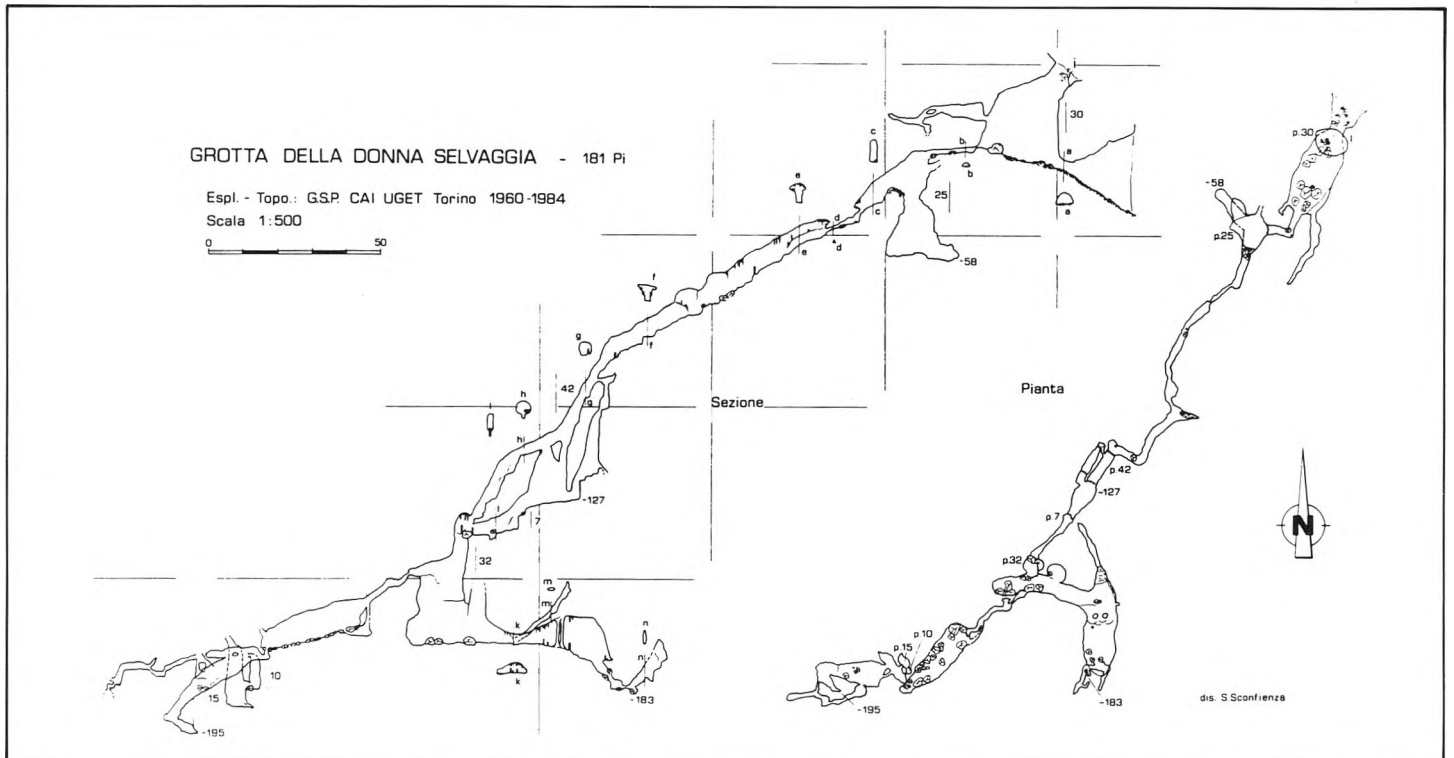 GROTTA DELLA DONNA SELVAGGIA - 181 Pi
Espl. - Topo.: G.S.P. CAI UGET Torino 1960-1984
Scala 1:500
0 50
Sezione
i
30
a
a
b
b
25
c
c
-58
d
d
e
e
f
f
g
g
42
h
h
i
-127
7
32
m
m
k
k
n
n
-183
10
15
-195
Pianta
p.30
-58
p.25
p.42
-127
p.7
p.32
p.10
p.15
-195
-183
N
dis. S.Sconfienza